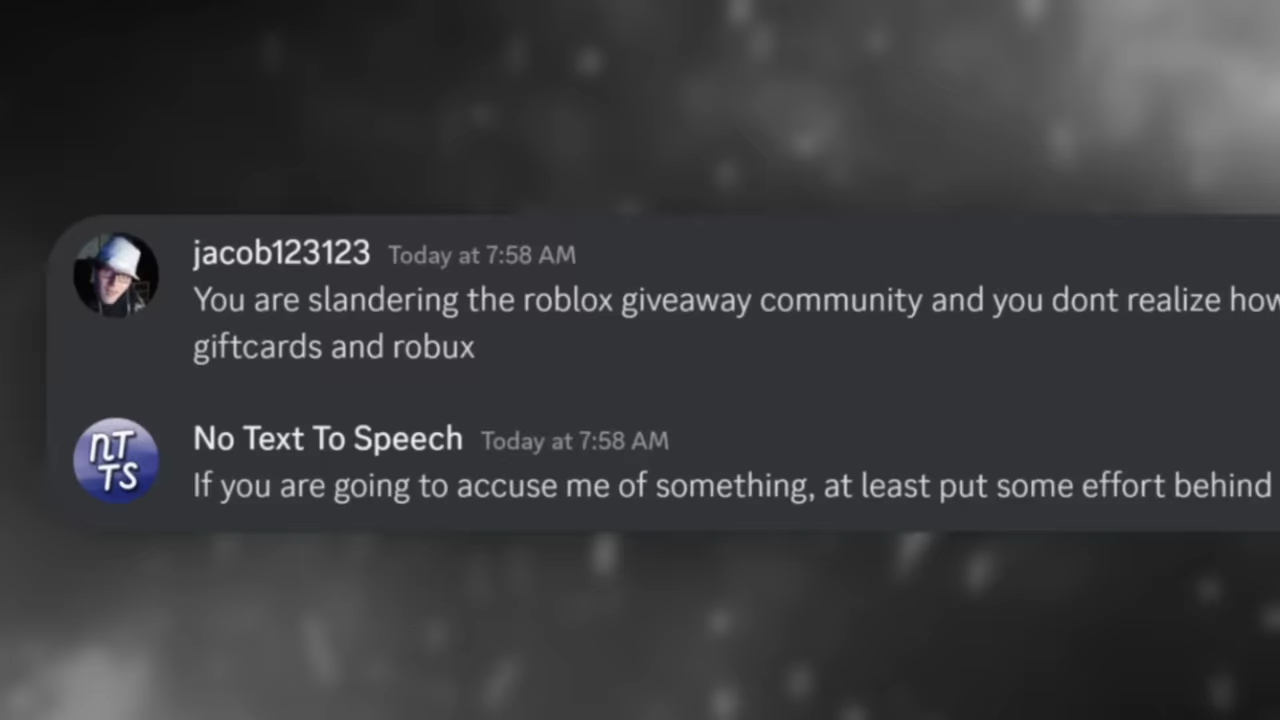 jacob123123 Today at 7:58 AM
You are slandering the roblox giveaway community and you dont realize how
giftcards and robux
nT
TS
No Text To Speech Today at 7:58 AM
If you are going to accuse me of something, at least put some effort behind